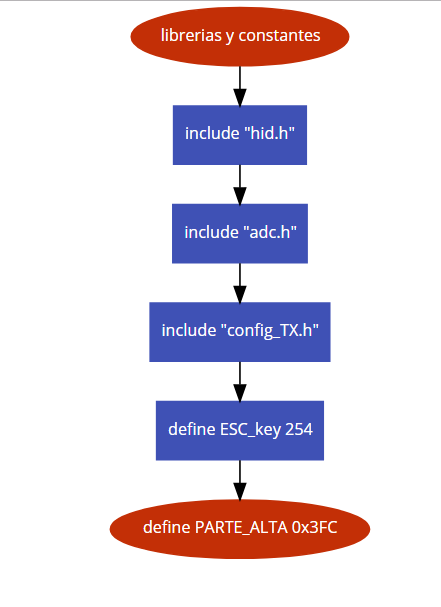 librerias y constantes
include "hid.h"
include "adc.h"
include "config_TX.h"
define ESC_key 254
define PARTE_ALTA 0x3FC